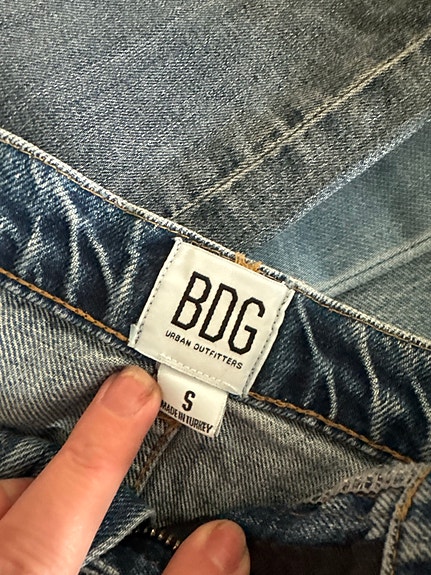 BDG
URBAN OUTFITTERS
S
MADE IN TURKEY